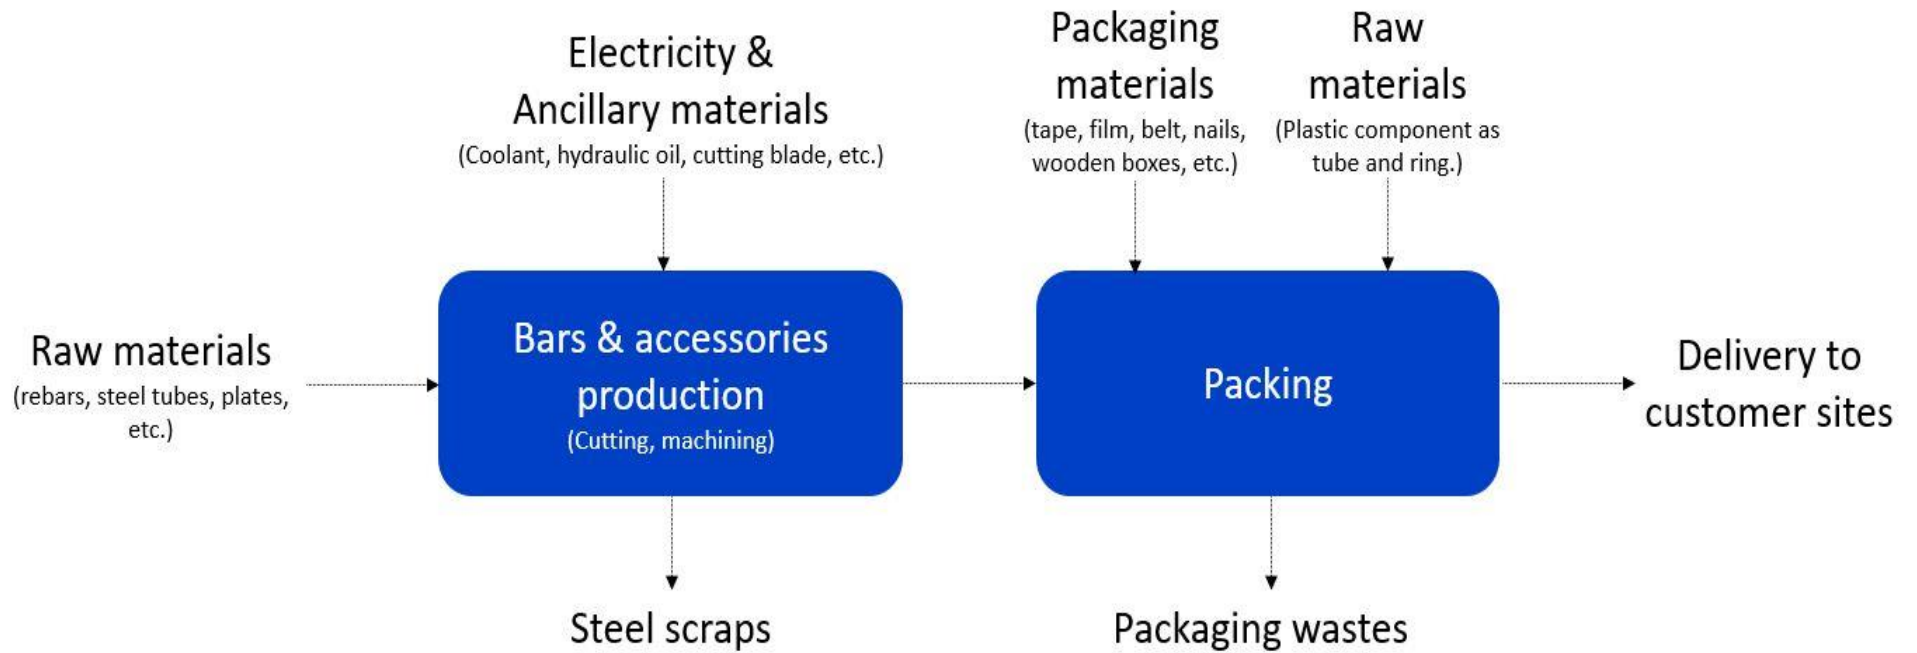 Electricity &
Ancillary materials
(Coolant, hydraulic oil, cutting blade, etc.)
Packaging
materials
(tape, film, belt, nails,
wooden boxes, etc.)
Raw
materials
(Plastic component as
tube and ring.)
Raw materials
(rebars, steel tubes, plates,
etc.)
Bars & accessories
production
(Cutting, machining)
Packing
Delivery to
customer sites
Steel scraps
Packaging wastes